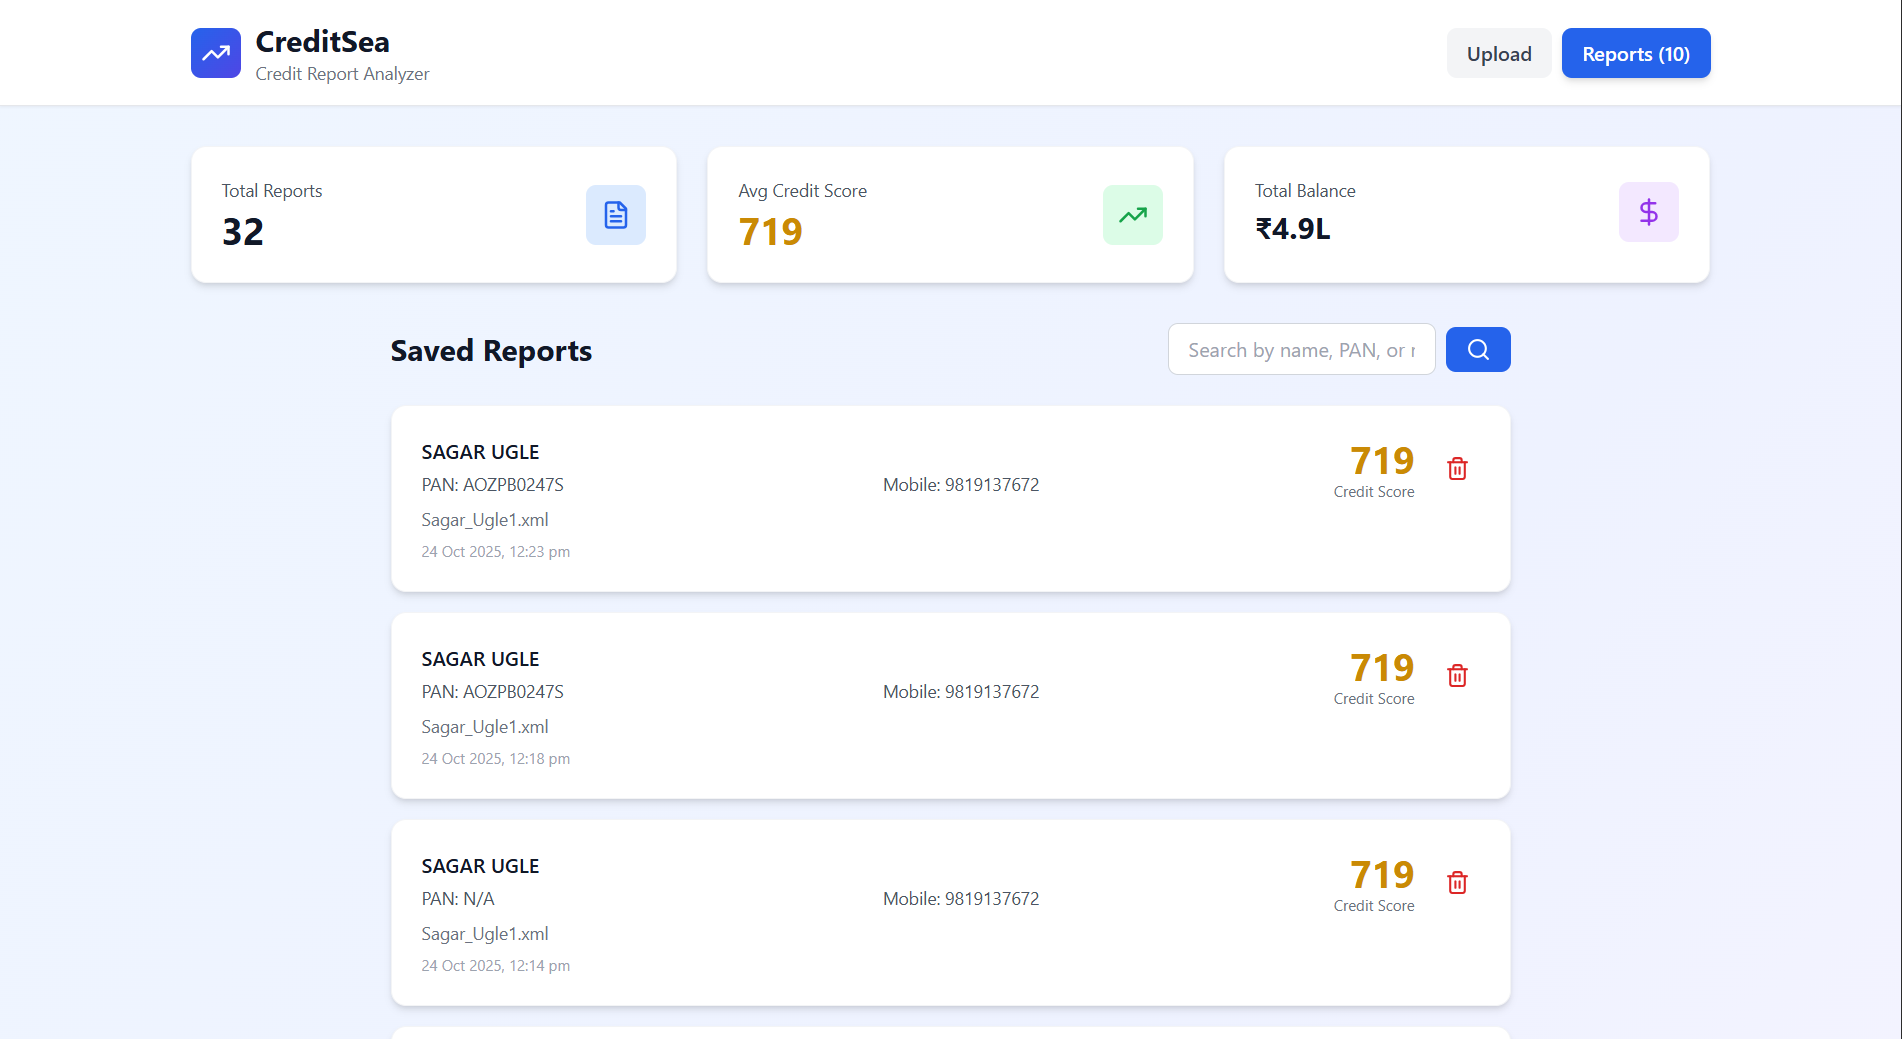 CreditSea
Credit Report Analyzer
Upload
Reports (10)
Total Reports
32
Avg Credit Score
719
Total Balance
₹4.9L
Saved Reports
Search by name, PAN, or
SAGAR UGLE
PAN: AOZPB0247S
Mobile: 9819137672
Sagar_Ugle1.xml
24 Oct 2025, 12:23 pm
719
Credit Score
SAGAR UGLE
PAN: AOZPB0247S
Mobile: 9819137672
Sagar_Ugle1.xml
24 Oct 2025, 12:18 pm
719
Credit Score
SAGAR UGLE
PAN: N/A
Mobile: 9819137672
Sagar_Ugle1.xml
24 Oct 2025, 12:14 pm
719
Credit Score